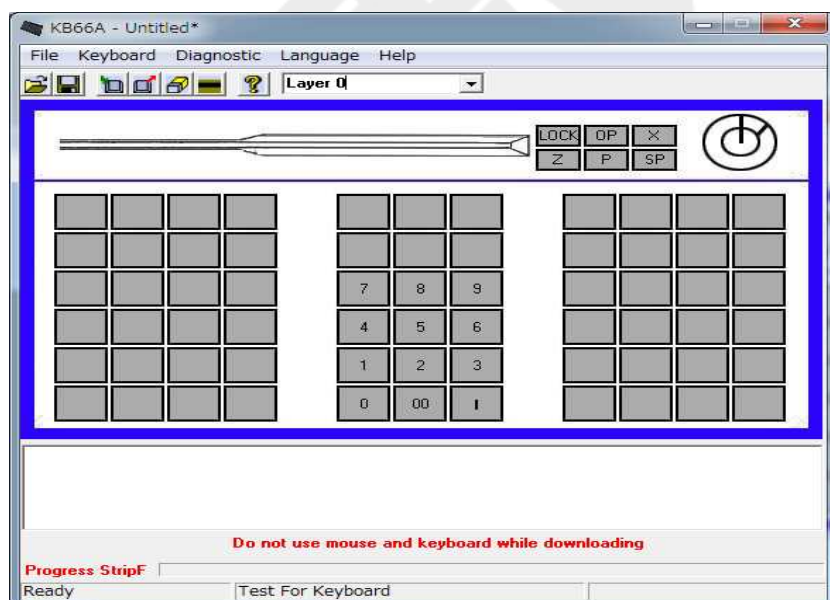 KB66A - Untitled*
File Keyboard Diagnostic Language Help
Layer 0
LOCK OP X
Z P SP
7 8 9
4 5 6
1 2 3
0 00 .
Do not use mouse and keyboard while downloading
Progress StripF
Ready Test For Keyboard